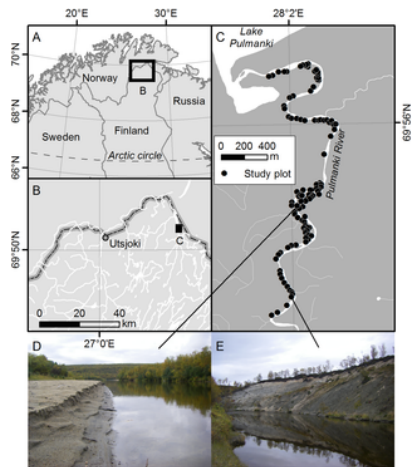 20°E
30°E
28°2'E
A
70°N
Norway
B
Russia
68°N
Sweden
Finland
Arctic circle
66°N
C
Lake
Pulmanki
69°56'N
0 200 400
m
Study plot
Pulmanki River
B
69°50'N
Utsjoki
C
0 20 40
km
27°0'E
D
E